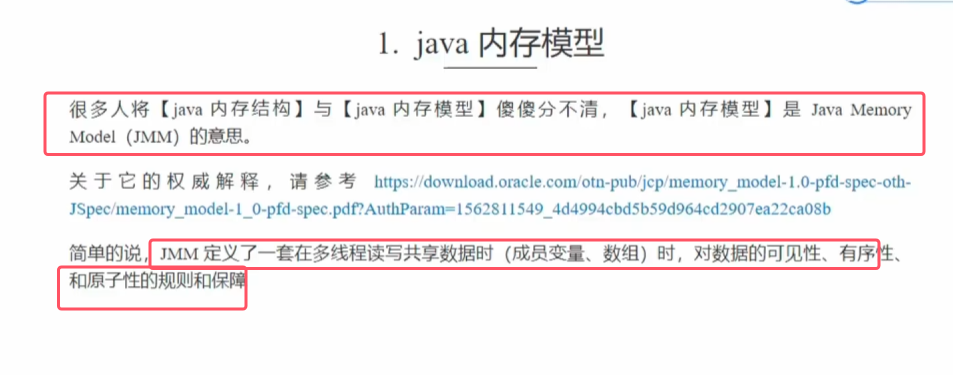 1. java 内存模型
很多人将【java 内存结构】与【java 内存模型】傻傻分不清，【java 内存模型】是 Java Memory
Model（JMM）的意思。
关于它的权威解释，请参考 https://download.oracle.com/otn-pub/jcp/memory_model-1.0-pfd-spec-oth-
JSpec/memory_model-1_0-pfd-spec.pdf?AuthParam=1562811549_4d4994cbd5b59d964cd2907ea22ca08b
简单的说，JMM 定义了一套在多线程读写共享数据时（成员变量、数组）时，对数据的可见性、有序性、
和原子性的规则和保障